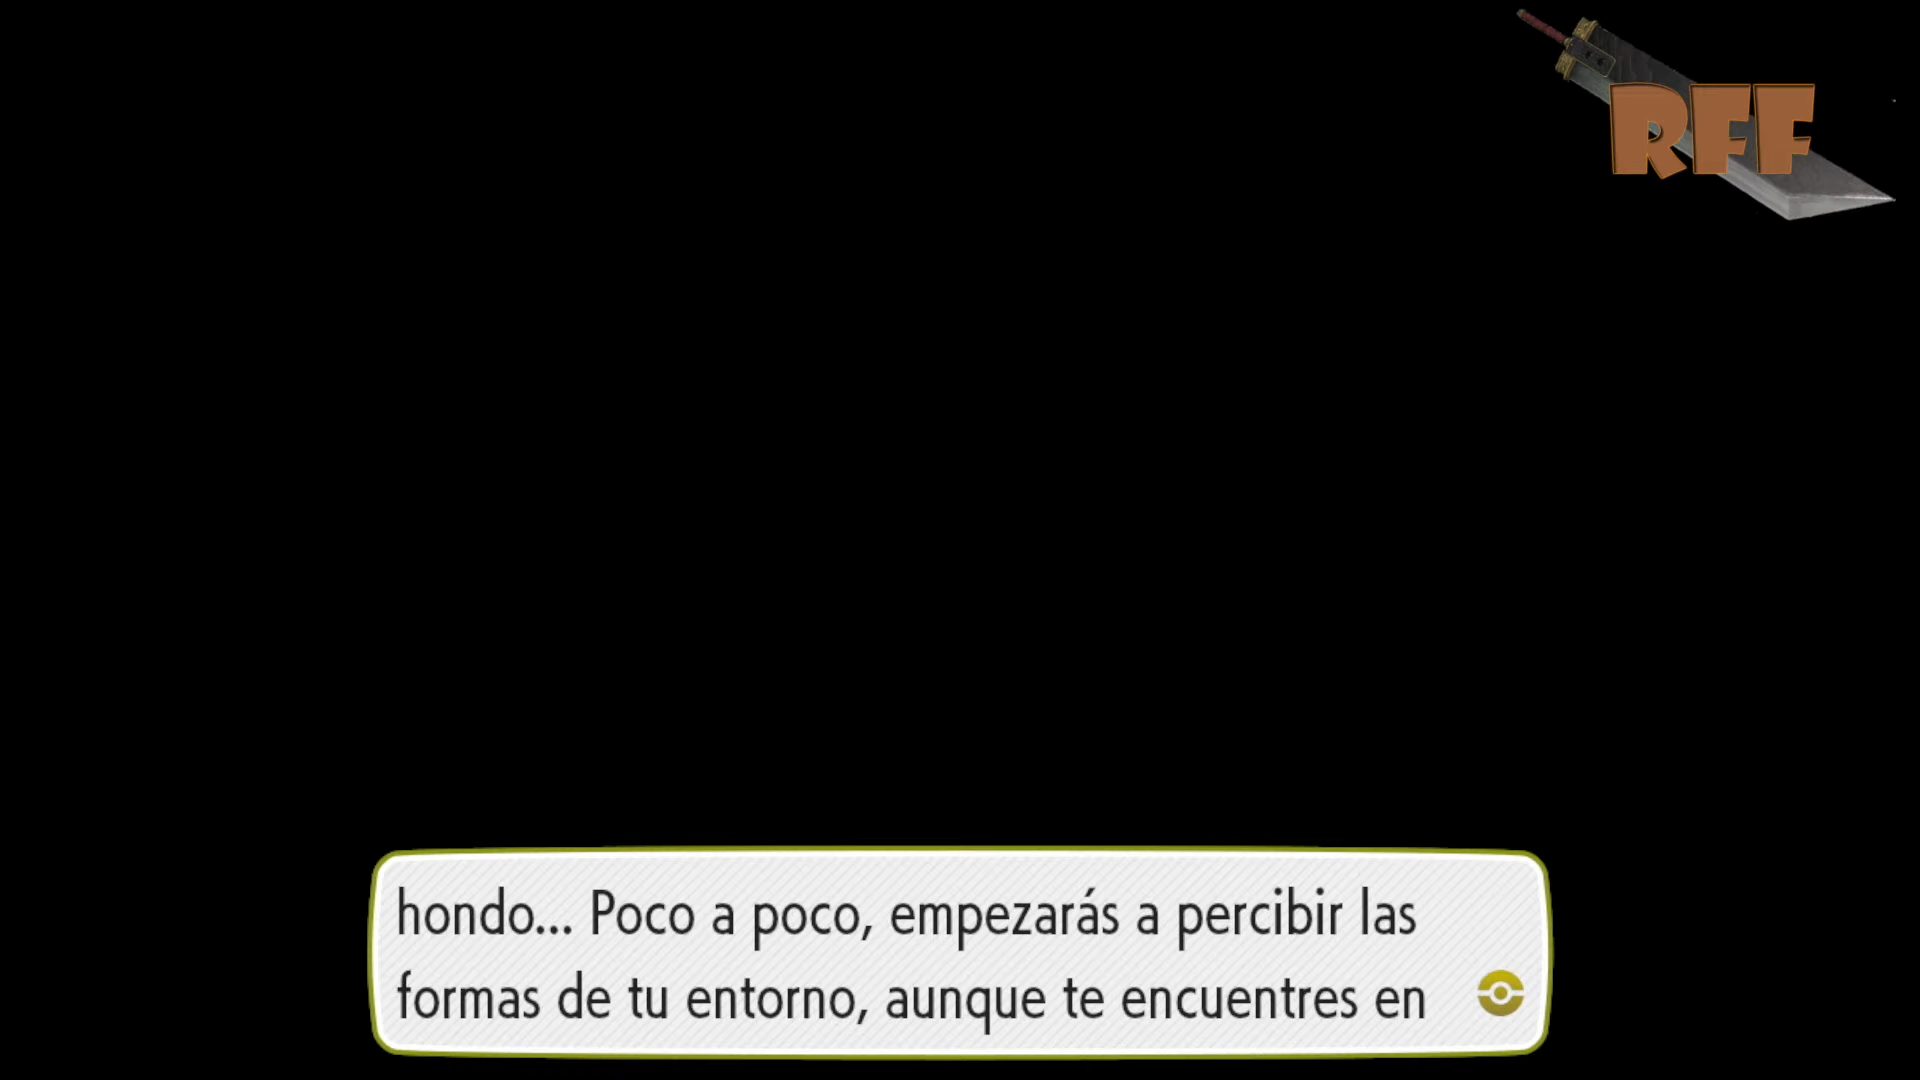 RFF
hondo... Poco a poco, empezarás a percibir las
formas de tu entorno, aunque te encuentres en